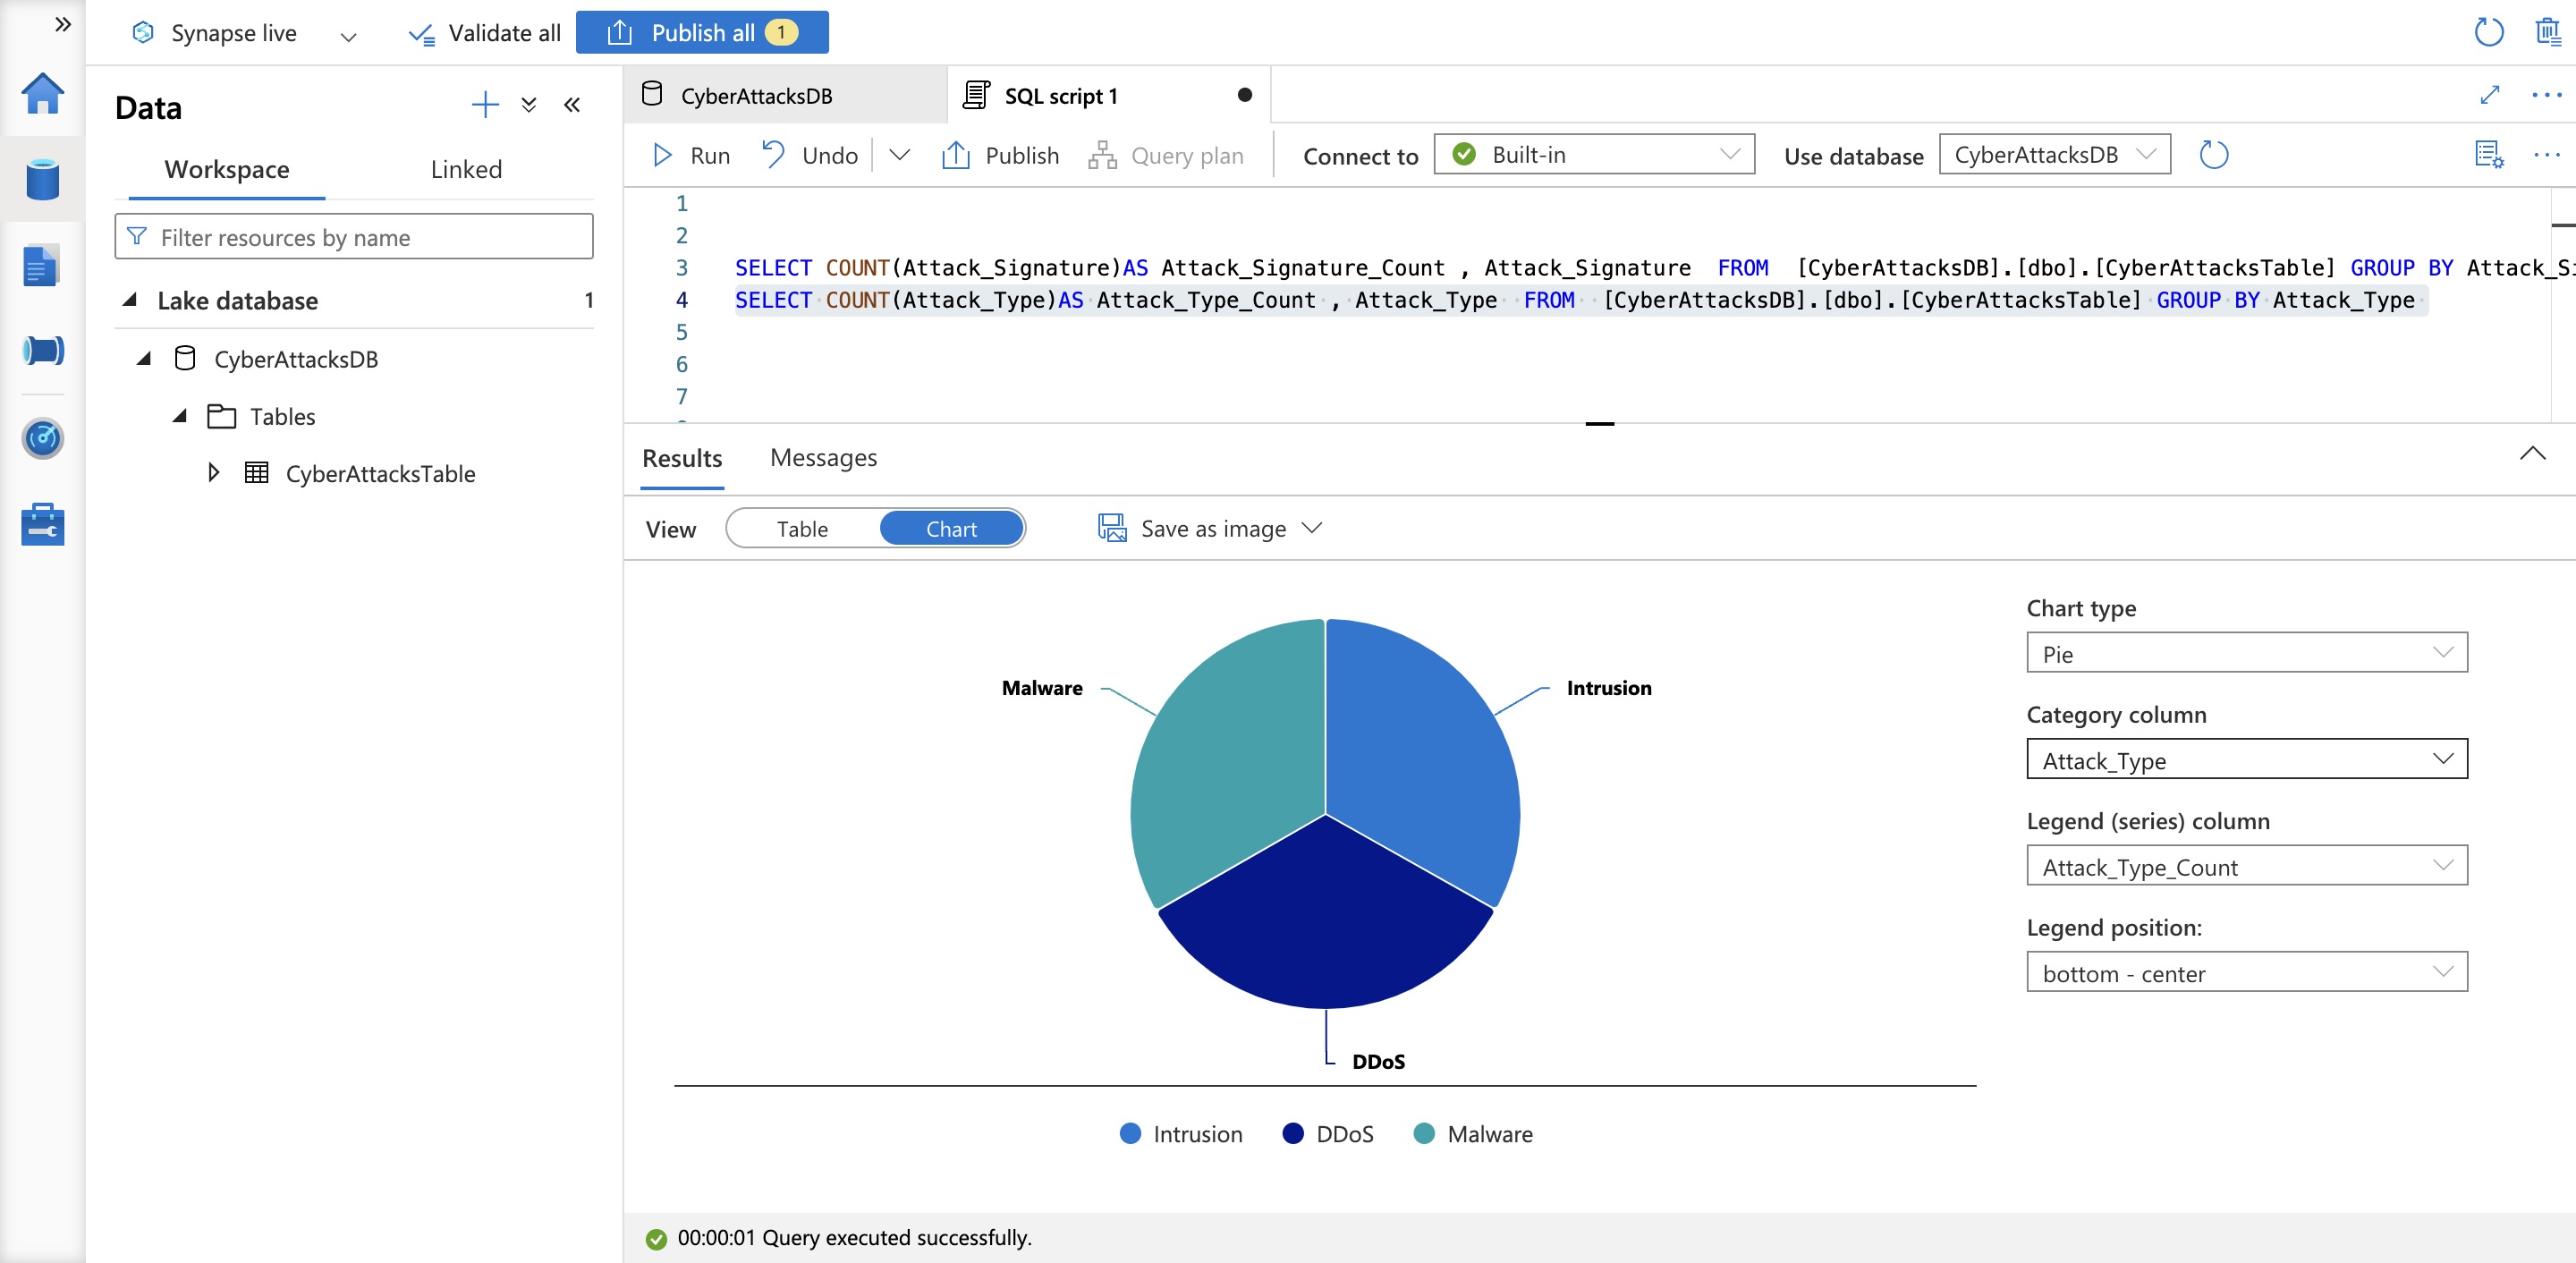 Synapse live
Validate all
Publish all 1
Data
Workspace
Linked
Filter resources by name
Lake database 1
CyberAttacksDB
Tables
CyberAttacksTable
CyberAttacksDB
SQL script 1
Run
Undo
Publish
Query plan
Connect to
Built-in
Use database
CyberAttacksDB
1
2
3 SELECT COUNT(Attack_Signature)AS Attack_Signature_Count , Attack_Signature FROM [CyberAttacksDB].[dbo].[CyberAttacksTable] GROUP BY Attack_Si
4 SELECT COUNT(Attack_Type)AS Attack_Type_Count , Attack_Type FROM [CyberAttacksDB].[dbo].[CyberAttacksTable] GROUP BY Attack_Type
5
6
7
Results
Messages
View
Table
Chart
Save as image
Malware
Intrusion
DDoS
Intrusion
DDoS
Malware
Chart type
Pie
Category column
Attack_Type
Legend (series) column
Attack_Type_Count
Legend position:
bottom - center
00:00:01 Query executed successfully.